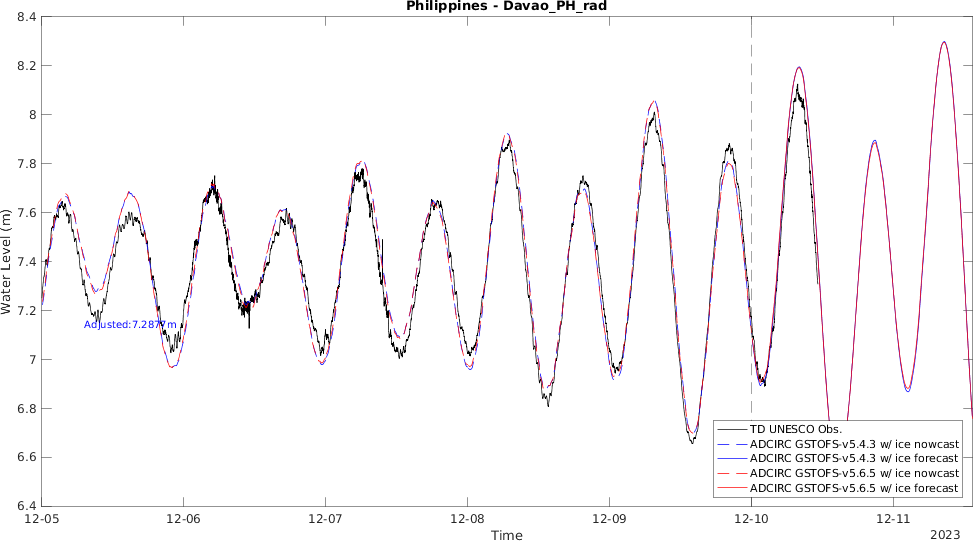 Philippines - Davao_PH_rad
8.4
8.2
8
7.8
7.6
7.4
7.2
7
6.8
6.6
6.4
Water Level (m)
Adjusted:7.2877m
TD UNESCO Obs.
ADCIRC GSTOFS-v5.4.3 w/ ice nowcast
ADCIRC GSTOFS-v5.4.3 w/ ice forecast
ADCIRC GSTOFS-v5.6.5 w/ ice nowcast
ADCIRC GSTOFS-v5.6.5 w/ ice forecast
12-05 12-06 12-07 12-08 12-09 12-10 12-11
Time
2023